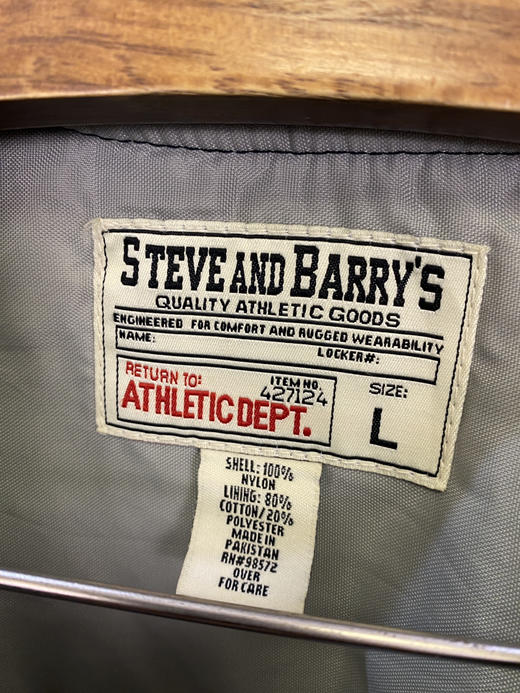 STEVE AND BARRY'S
QUALITY ATHLETIC GOODS
ENGINEERED FOR COMFORT AND RUGGED WEARABILITY
NAME:
LOCKER#:
RETURN TO:
ITEM NO.
427124
ATHLETIC DEPT.
SIZE:
L
SHELL: 100%
NYLON
LINING: 80%
COTTON/20%
POLYESTER
MADE IN
PAKISTAN
RN#98572
OVER
FOR CARE